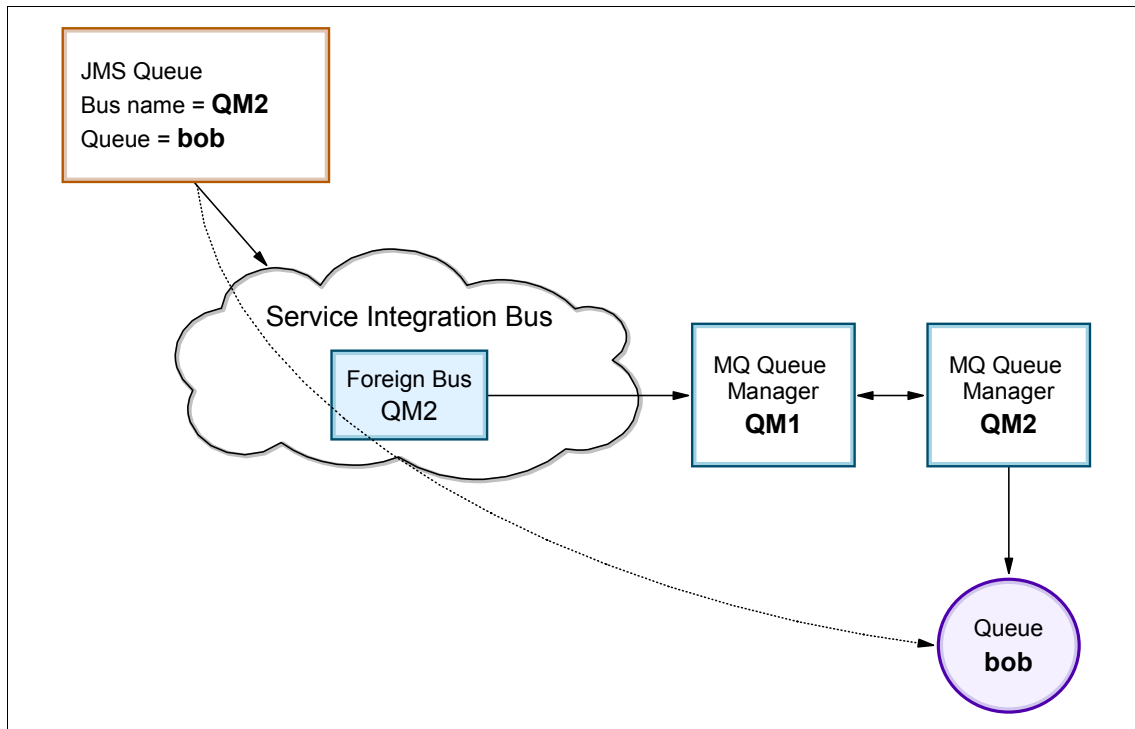 JMS Queue
Bus name = QM2
Queue = bob
Service Integration Bus
Foreign Bus
QM2
MQ Queue
Manager
QM1
MQ Queue
Manager
QM2
Queue
bob